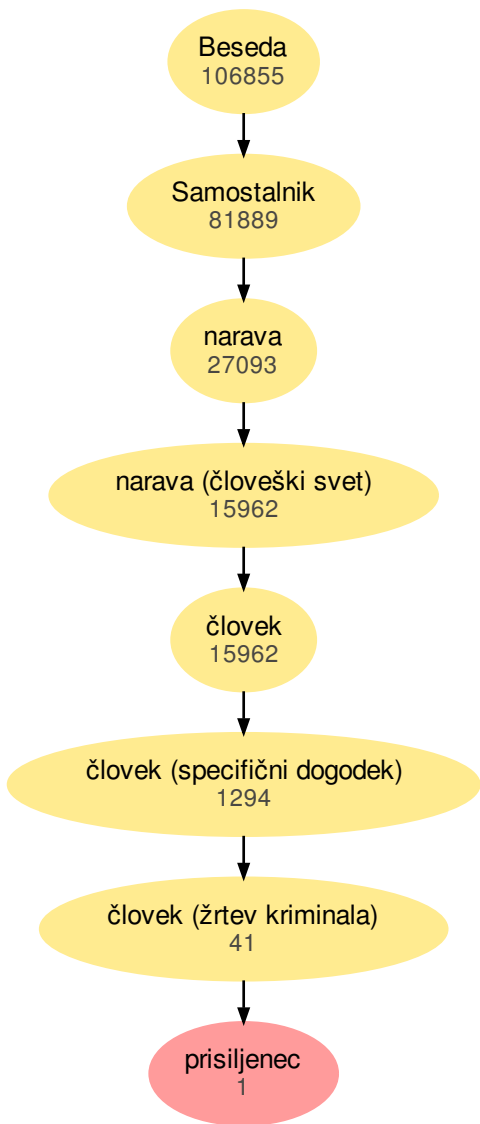 Beseda
106855
Samostalnik
81889
narava
27093
narava (človeški svet)
15962
človek
15962
človek (specifični dogodek)
1294
človek (žrtev kriminala)
41
prisiljenec
1